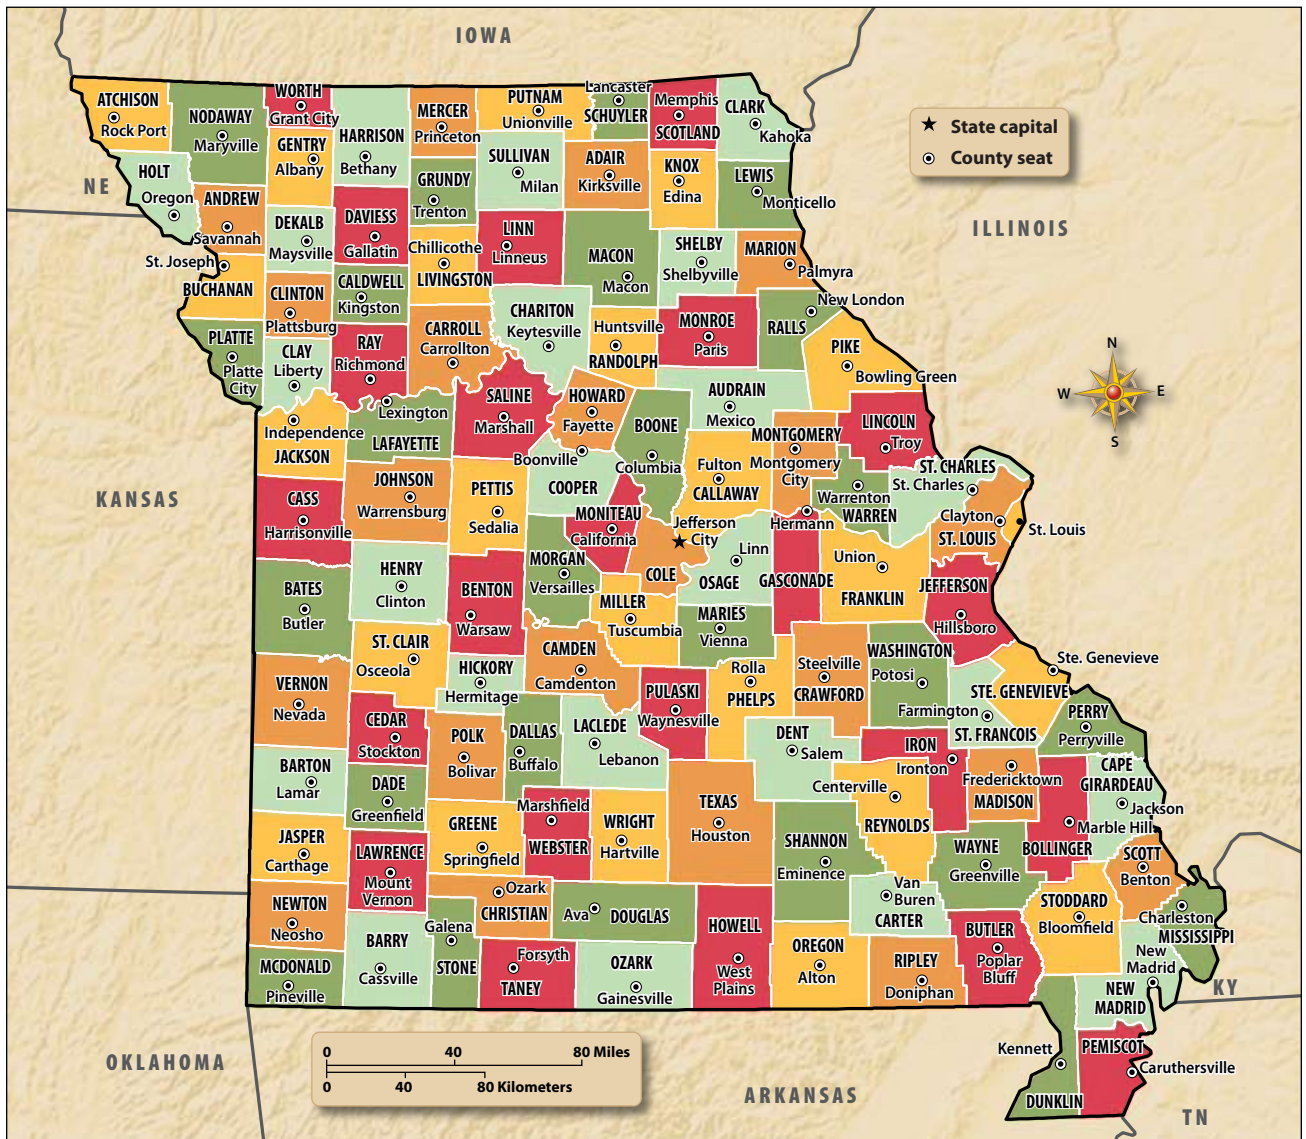 IOWA
NE
ILLINOIS
KANSAS
OKLAHOMA
ARKANSAS
KY
TN
State capital
County seat
N
W
E
S
ATCHISON
Rock Port
NODAWAY
Maryville
WORTH
Grant City
HARRISON
Bethany
MERCER
Princeton
PUTNAM
Unionville
Lancaster
SCHUYLER
Memphis
SCOTLAND
CLARK
Kahoka
HOLT
Oregon
ANDREW
Savannah
GENTRY
Albany
DEKALB
Maysville
DAVIESS
Gallatin
GRUNDY
Trenton
SULLIVAN
Milan
ADAIR
Kirksville
KNOX
Edina
LEWIS
Monticello
St. Joseph
BUCHANAN
CLINTON
Plattsburg
CALDWELL
Kingston
Chillicothe
LIVINGSTON
LINN
Linneus
MACON
Macon
SHELBY
Shelbyville
MARION
Palmyra
PLATTE
Platte
City
CLAY
Liberty
RAY
Richmond
CARROLL
Carrollton
CHARITON
Keytesville
Huntsville
RANDOLPH
MONROE
Paris
RALLS
New London
PIKE
Bowling Green
Independence
JACKSON
Lexington
LAFAYETTE
SALINE
Marshall
HOWARD
Fayette
BOONE
Columbia
AUDRAIN
Mexico
MONTGOMERY
Montgomery
City
LINCOLN
Troy
CASS
Harrisonville
JOHNSON
Warrensburg
PETTIS
Sedalia
Boonville
COOPER
MONITEAU
California
Fulton
CALLAWAY
Jefferson
City
COLE
Warrenton
WARREN
ST. CHARLES
St. Charles
Clayton
ST. LOUIS
St. Louis
BATES
Butler
HENRY
Clinton
BENTON
Warsaw
MORGAN
Versailles
MILLER
Tuscumbia
Linn
OSAGE
Hermann
GASCONADE
Union
FRANKLIN
JEFFERSON
Hillsboro
MARIES
Vienna
VERNON
Nevada
ST. CLAIR
Osceola
HICKORY
Hermitage
CAMDEN
Camdenton
PULASKI
Waynesville
Rolla
PHELPS
Steelville
CRAWFORD
WASHINGTON
Potosi
Farmington
ST. FRANCOIS
Ste. Genevieve
STE. GENEVIEVE
PERRY
Perryville
CEDAR
Stockton
POLK
Bolivar
DALLAS
Buffalo
LACLEDE
Lebanon
DENT
Salem
IRON
Ironton
Fredericktown
MADISON
CAPE
GIRARDEAU
Jackson
BARTON
Lamar
DADE
Greenfield
GREENE
Springfield
Marshfield
WEBSTER
WRIGHT
Hartville
TEXAS
Houston
Centerville
REYNOLDS
Marble Hill
BOLLINGER
JASPER
Carthage
LAWRENCE
Mount
Vernon
SHANNON
Eminence
WAYNE
Greenville
SCOTT
Benton
NEWTON
Neosho
Ozark
CHRISTIAN
Ava
DOUGLAS
HOWELL
West
Plains
Van
Buren
CARTER
STODDARD
Bloomfield
Charleston
MISSISSIPPI
MCDONALD
Pineville
BARRY
Cassville
Galena
STONE
Forsyth
TANEY
OZARK
Gainesville
OREGON
Alton
RIPLEY
Doniphan
BUTLER
Poplar
Bluff
New
Madrid
NEW
MADRID
Kennett
DUNKLIN
PEMISCOT
Caruthersville
0 40 80 Miles
0 40 80 Kilometers